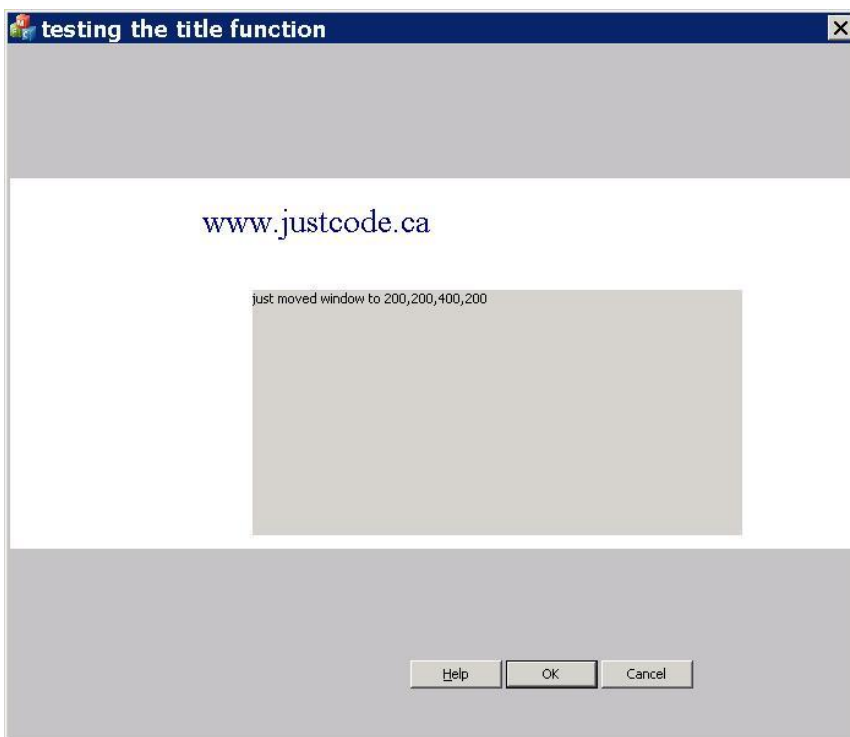 testing the title function
www.justcode.ca
just moved window to 200,200,400,200
Help OK Cancel